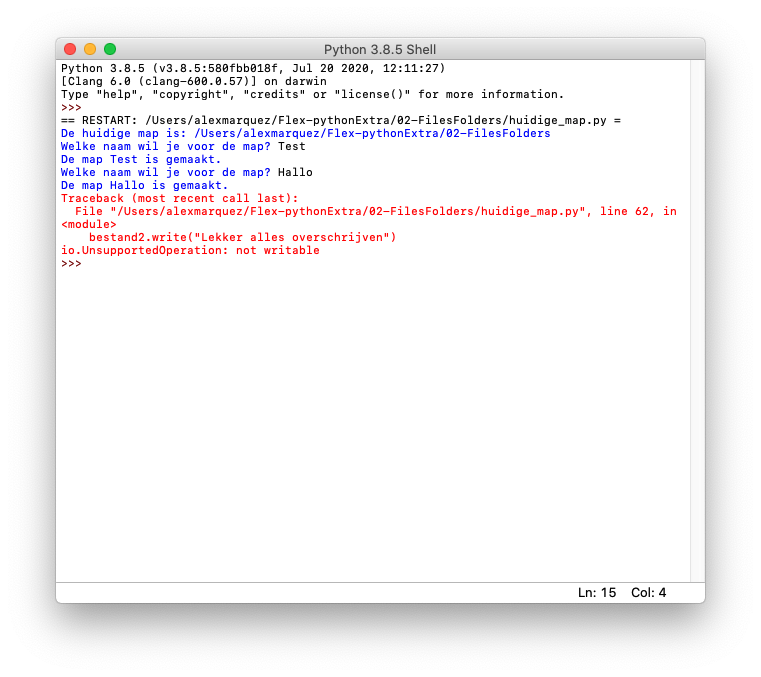 Python 3.8.5 Shell
Python 3.8.5 (v3.8.5:580fbb018f, Jul 20 2020, 12:11:27)
[Clang 6.0 (clang-600.0.57)] on darwin
Type "help", "copyright", "credits" or "license()" for more information.
>>>
== RESTART: /Users/alexmarquez/Flex-pythonExtra/02-FilesFolders/huidige_map.py =
De huidige map is: /Users/alexmarquez/Flex-pythonExtra/02-FilesFolders
Welke naam wil je voor de map? Test
De map Test is gemaakt.
Welke naam wil je voor de map? Hallo
De map Hallo is gemaakt.
Traceback (most recent call last):
  File "/Users/alexmarquez/Flex-pythonExtra/02-FilesFolders/huidige_map.py", line 62, in
<module>
    bestand2.write("Lekker alles overschrijven")
io.UnsupportedOperation: not writable
>>>
Ln: 15 Col: 4